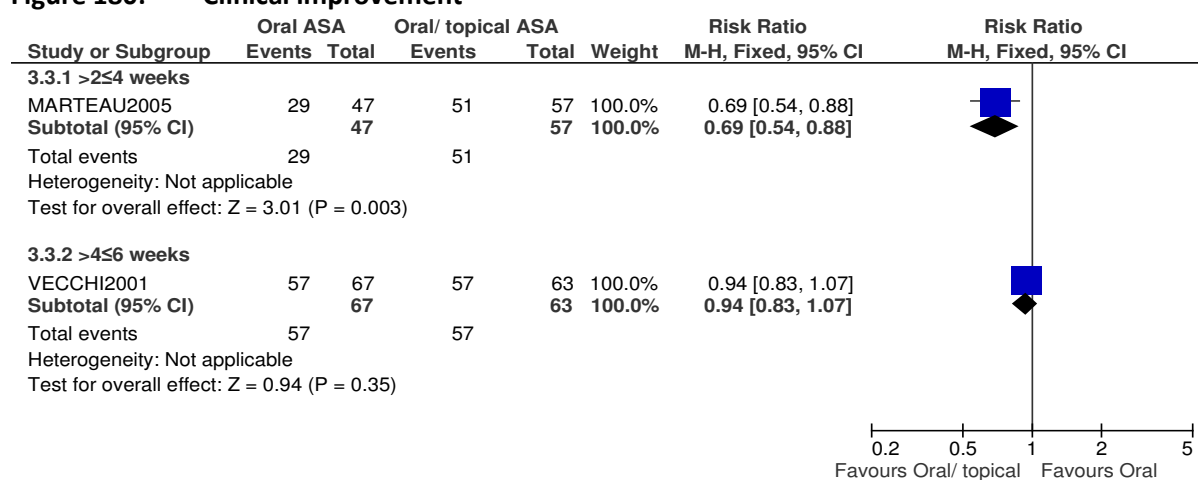 Figure 180: Clinical improvement
Oral ASA Oral/ topical ASA Risk Ratio Risk Ratio
Study or Subgroup Events Total Events Total Weight M-H, Fixed, 95% CI M-H, Fixed, 95% CI
3.3.1 >2≤4 weeks
MARTEAU2005 29 47 51 57 100.0% 0.69 [0.54, 0.88]
Subtotal (95% CI) 47 57 100.0% 0.69 [0.54, 0.88]
Total events 29 51
Heterogeneity: Not applicable
Test for overall effect: Z = 3.01 (P = 0.003)
3.3.2 >4≤6 weeks
VECCHI2001 57 67 57 63 100.0% 0.94 [0.83, 1.07]
Subtotal (95% CI) 67 63 100.0% 0.94 [0.83, 1.07]
Total events 57 57
Heterogeneity: Not applicable
Test for overall effect: Z = 0.94 (P = 0.35)
0.2 0.5 1 2 5
Favours Oral/ topical Favours Oral